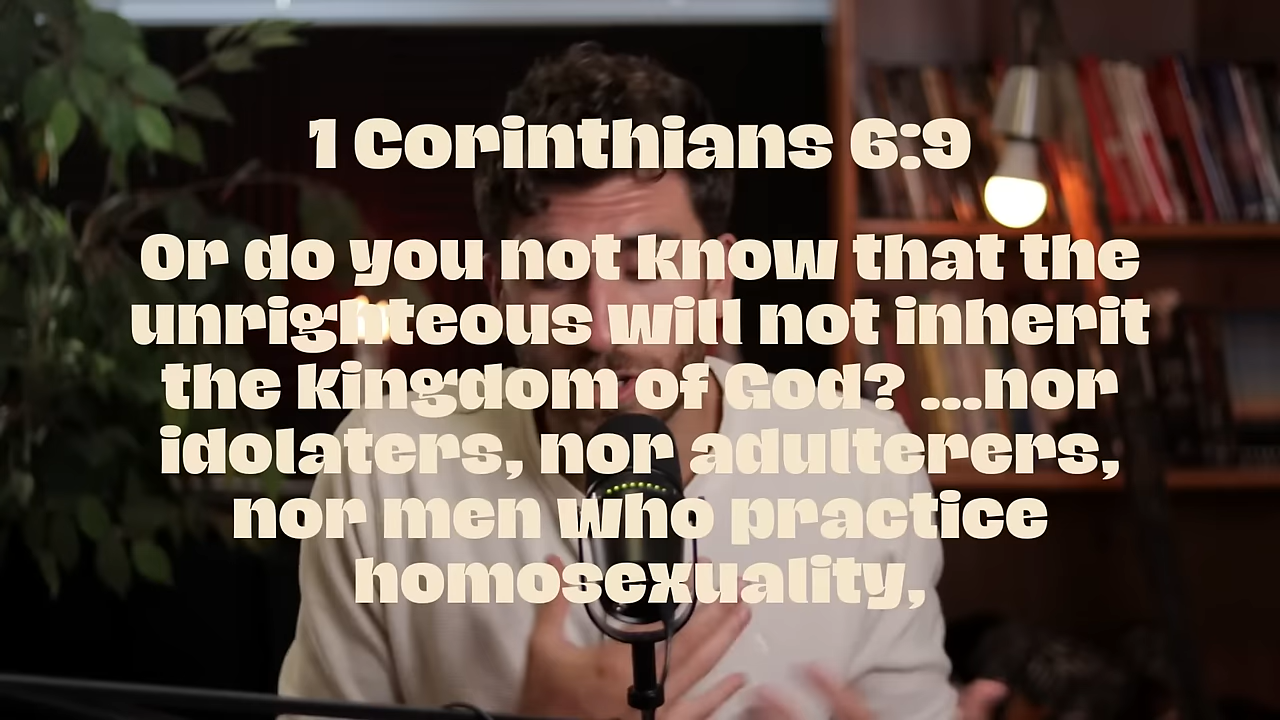 1 Corinthians 6:9
Or do you not know that the
unrighteous will not inherit
the kingdom of God? ...nor
idolaters, nor adulterers,
nor men who practice
homosexuality,